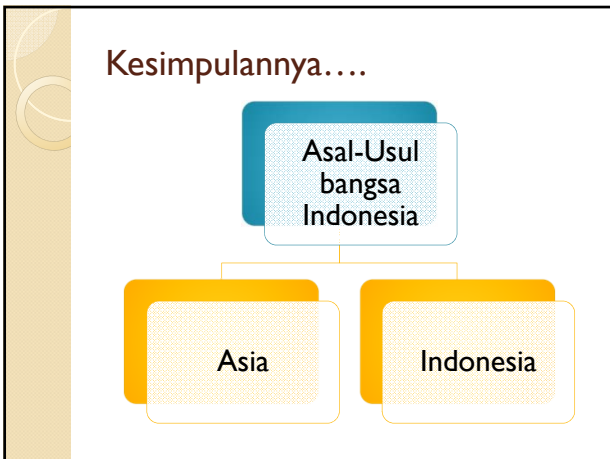 Kesimpulannya….
Asal-Usul
bangsa
Indonesia
Asia
Indonesia